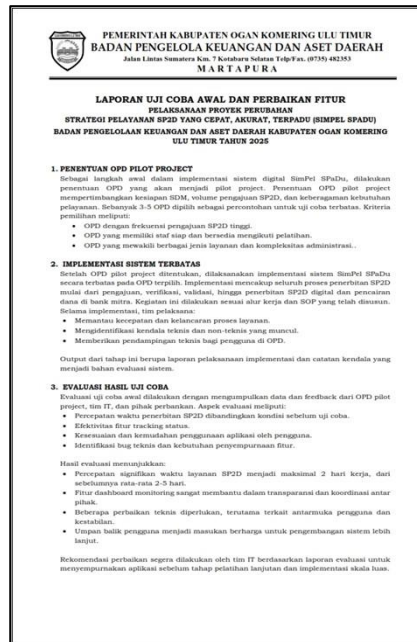 PEMERINTAH KABUPATEN OGAN KOMERING ULU TIMUR
BADAN PENGELOLA KEUANGAN DAN ASET DAERAH
Jalan Lintas Sumatera Km. 7 Kotabaru Selatan Telp/Fax. (0735) 482353
M A R T A P U R A
LAPORAN UJI COBA AWAL DAN PERBAIKAN FITUR
PELAKSANAAN PROYEK PERUBAHAN
STRATEGI PELAYANAN SP2D YANG CEPAT, AKURAT, TERPADU (SIMPEL SPADU)
BADAN PENGELOLAAN KEUANGAN DAN ASET DAERAH KABUPATEN OGAN KOMERING
ULU TIMUR TAHUN 2025
1. PENENTUAN OPD PILOT PROJECT
Sebagai langkah awal dalam implementasi sistem digital SimPel SPaDu, dilakukan
penentuan OPD yang akan menjadi pilot project. Penentuan OPD pilot project
mempertimbangkan kesiapan SDM, volume pengajuan SP2D, dan keberagaman kebutuhan
pelayanan. Sebanyak 3-5 OPD dipilih sebagai percontohan untuk uji coba terbatas. Kriteria
pemilihan meliputi:
• OPD dengan frekuensi pengajuan SP2D tinggi.
• OPD yang memiliki staf siap dan bersedia mengikuti pelatihan.
• OPD yang mewakili berbagai jenis layanan dan kompleksitas administrasi..
2. IMPLEMENTASI SISTEM TERBATAS
Setelah OPD pilot project ditentukan, dilaksanakan implementasi sistem SimPel SPaDu
secara terbatas pada OPD terpilih. Implementasi mencakup seluruh proses penerbitan SP2D
mulai dari pengajuan, verifikasi, validasi, hingga penerbitan SP2D digital dan pencairan
dana di bank mitra. Kegiatan ini dilakukan sesuai alur kerja dan SOP yang telah disusun.
Selama implementasi, tim pelaksana:
• Memantau kecepatan dan kelancaran proses layanan.
• Mengidentifikasi kendala teknis dan non-teknis yang muncul.
• Memberikan pendampingan teknis bagi pengguna di OPD.
Output dari tahap ini berupa laporan pelaksanaan implementasi dan catatan kendala yang
menjadi bahan evaluasi sistem.
3. EVALUASI HASIL UJI COBA
Evaluasi uji coba awal dilakukan dengan mengumpulkan data dan feedback dari OPD pilot
project, tim IT, dan pihak perbankan. Aspek evaluasi meliputi:
• Percepatan waktu penerbitan SP2D dibandingkan kondisi sebelum uji coba.
• Efektivitas fitur tracking status.
• Kesesuaian dan kemudahan penggunaan aplikasi oleh pengguna.
• Identifikasi bug teknis dan kebutuhan penyempurnaan fitur.
Hasil evaluasi menunjukkan:
• Percepatan signifikan waktu layanan SP2D menjadi maksimal 2 hari kerja, dari
sebelumnya rata-rata 2-5 hari.
• Fitur dashboard monitoring sangat membantu dalam transparansi dan koordinasi antar
pihak.
• Beberapa perbaikan teknis diperlukan, terutama terkait antarmuka pengguna dan
kestabilan.
• Umpan balik pengguna menjadi masukan berharga untuk pengembangan sistem lebih
lanjut.
Rekomendasi perbaikan segera dilakukan oleh tim IT berdasarkan laporan evaluasi untuk
menyempurnakan aplikasi sebelum tahap pelatihan lanjutan dan implementasi skala luas.